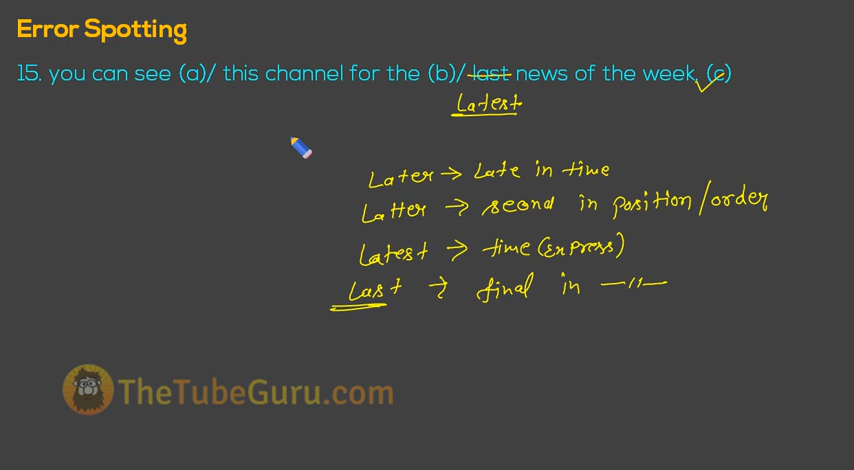 Error Spotting
15. you can see (a)/ this channel for the (b)/ last news of the week. (c)
Latest
Later → Late in time
Latter → second in position/order
Latest → time (Express)
Last → final in —〃—
TheTubeGuru.com